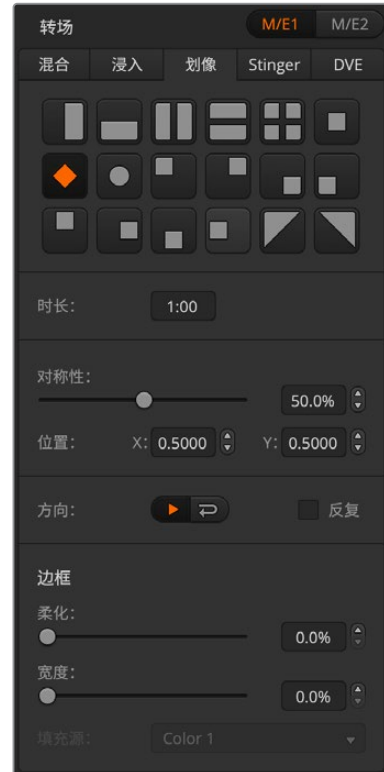 转场 M/E1 M/E2
混合 浸入 划像 Stinger DVE
时长: 1:00
对称性:
50.0%
位置: X: 0.5000 Y: 0.5000
方向: 反复
边框
柔化:
0.0%
宽度:
0.0%
填充源: Color 1